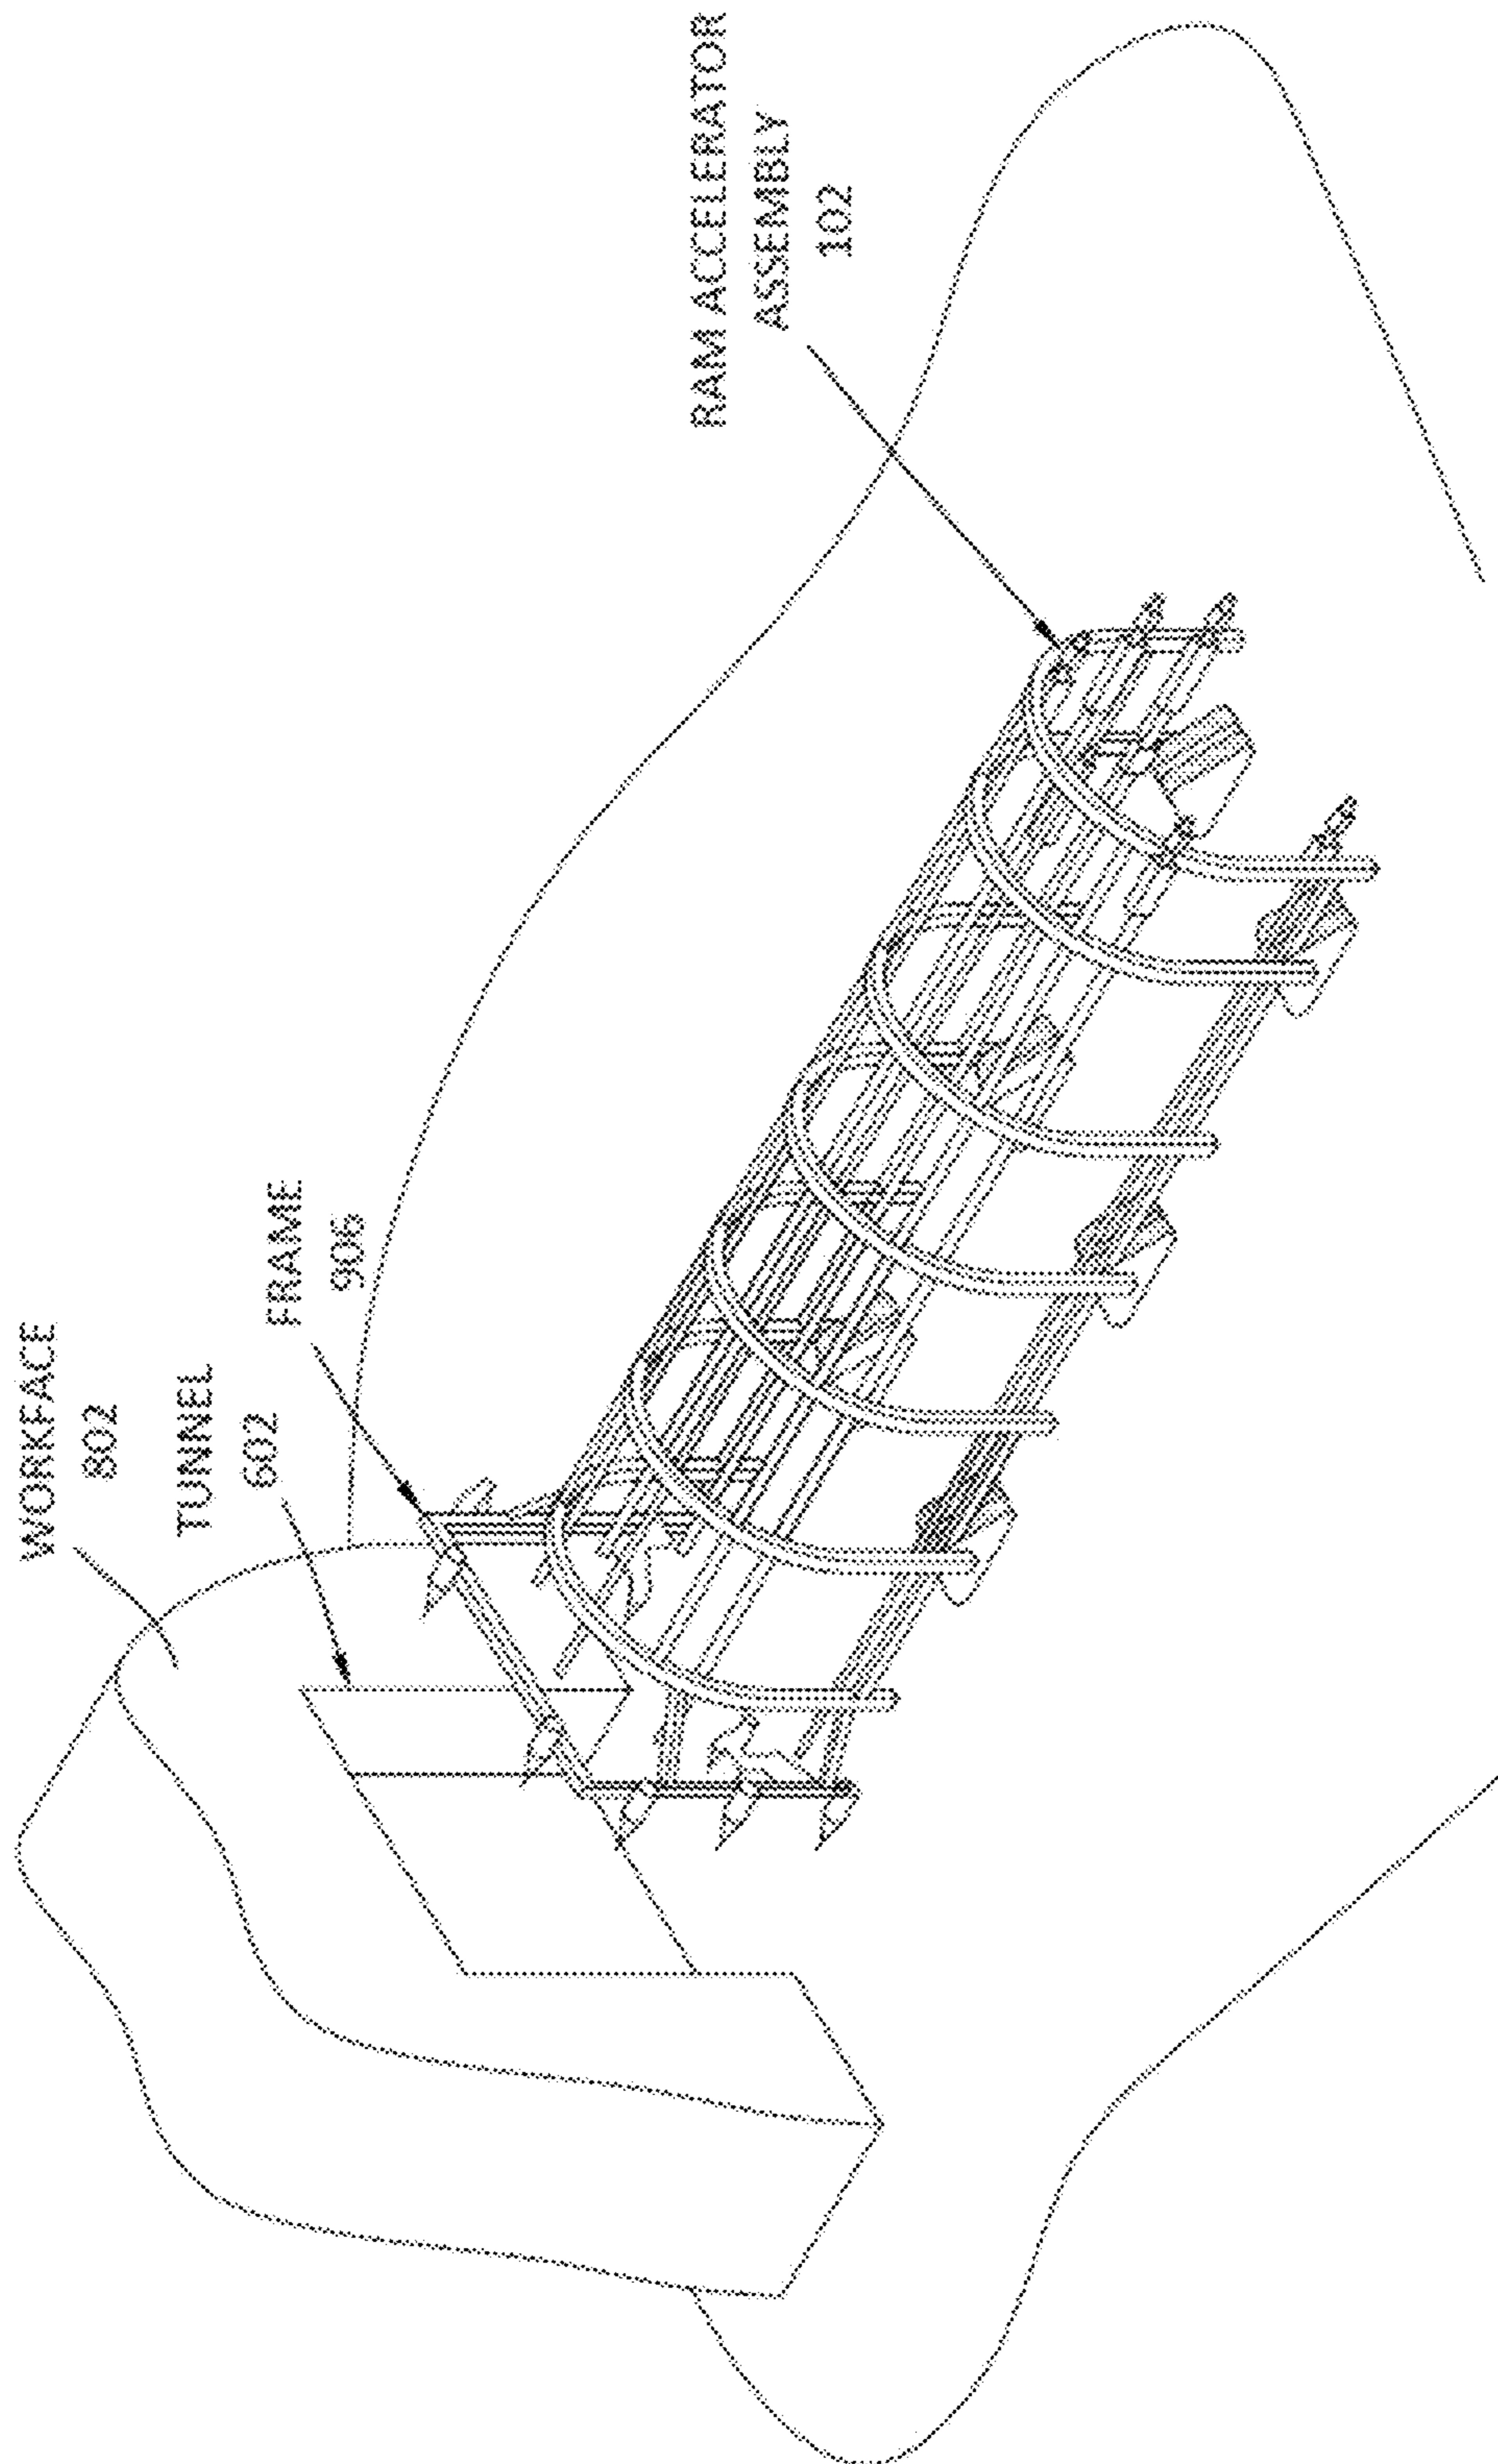 WORKFACE
802
TUNNEL
602
FRAME
906
RAM ACCELERATOR
ASSEMBLY
102